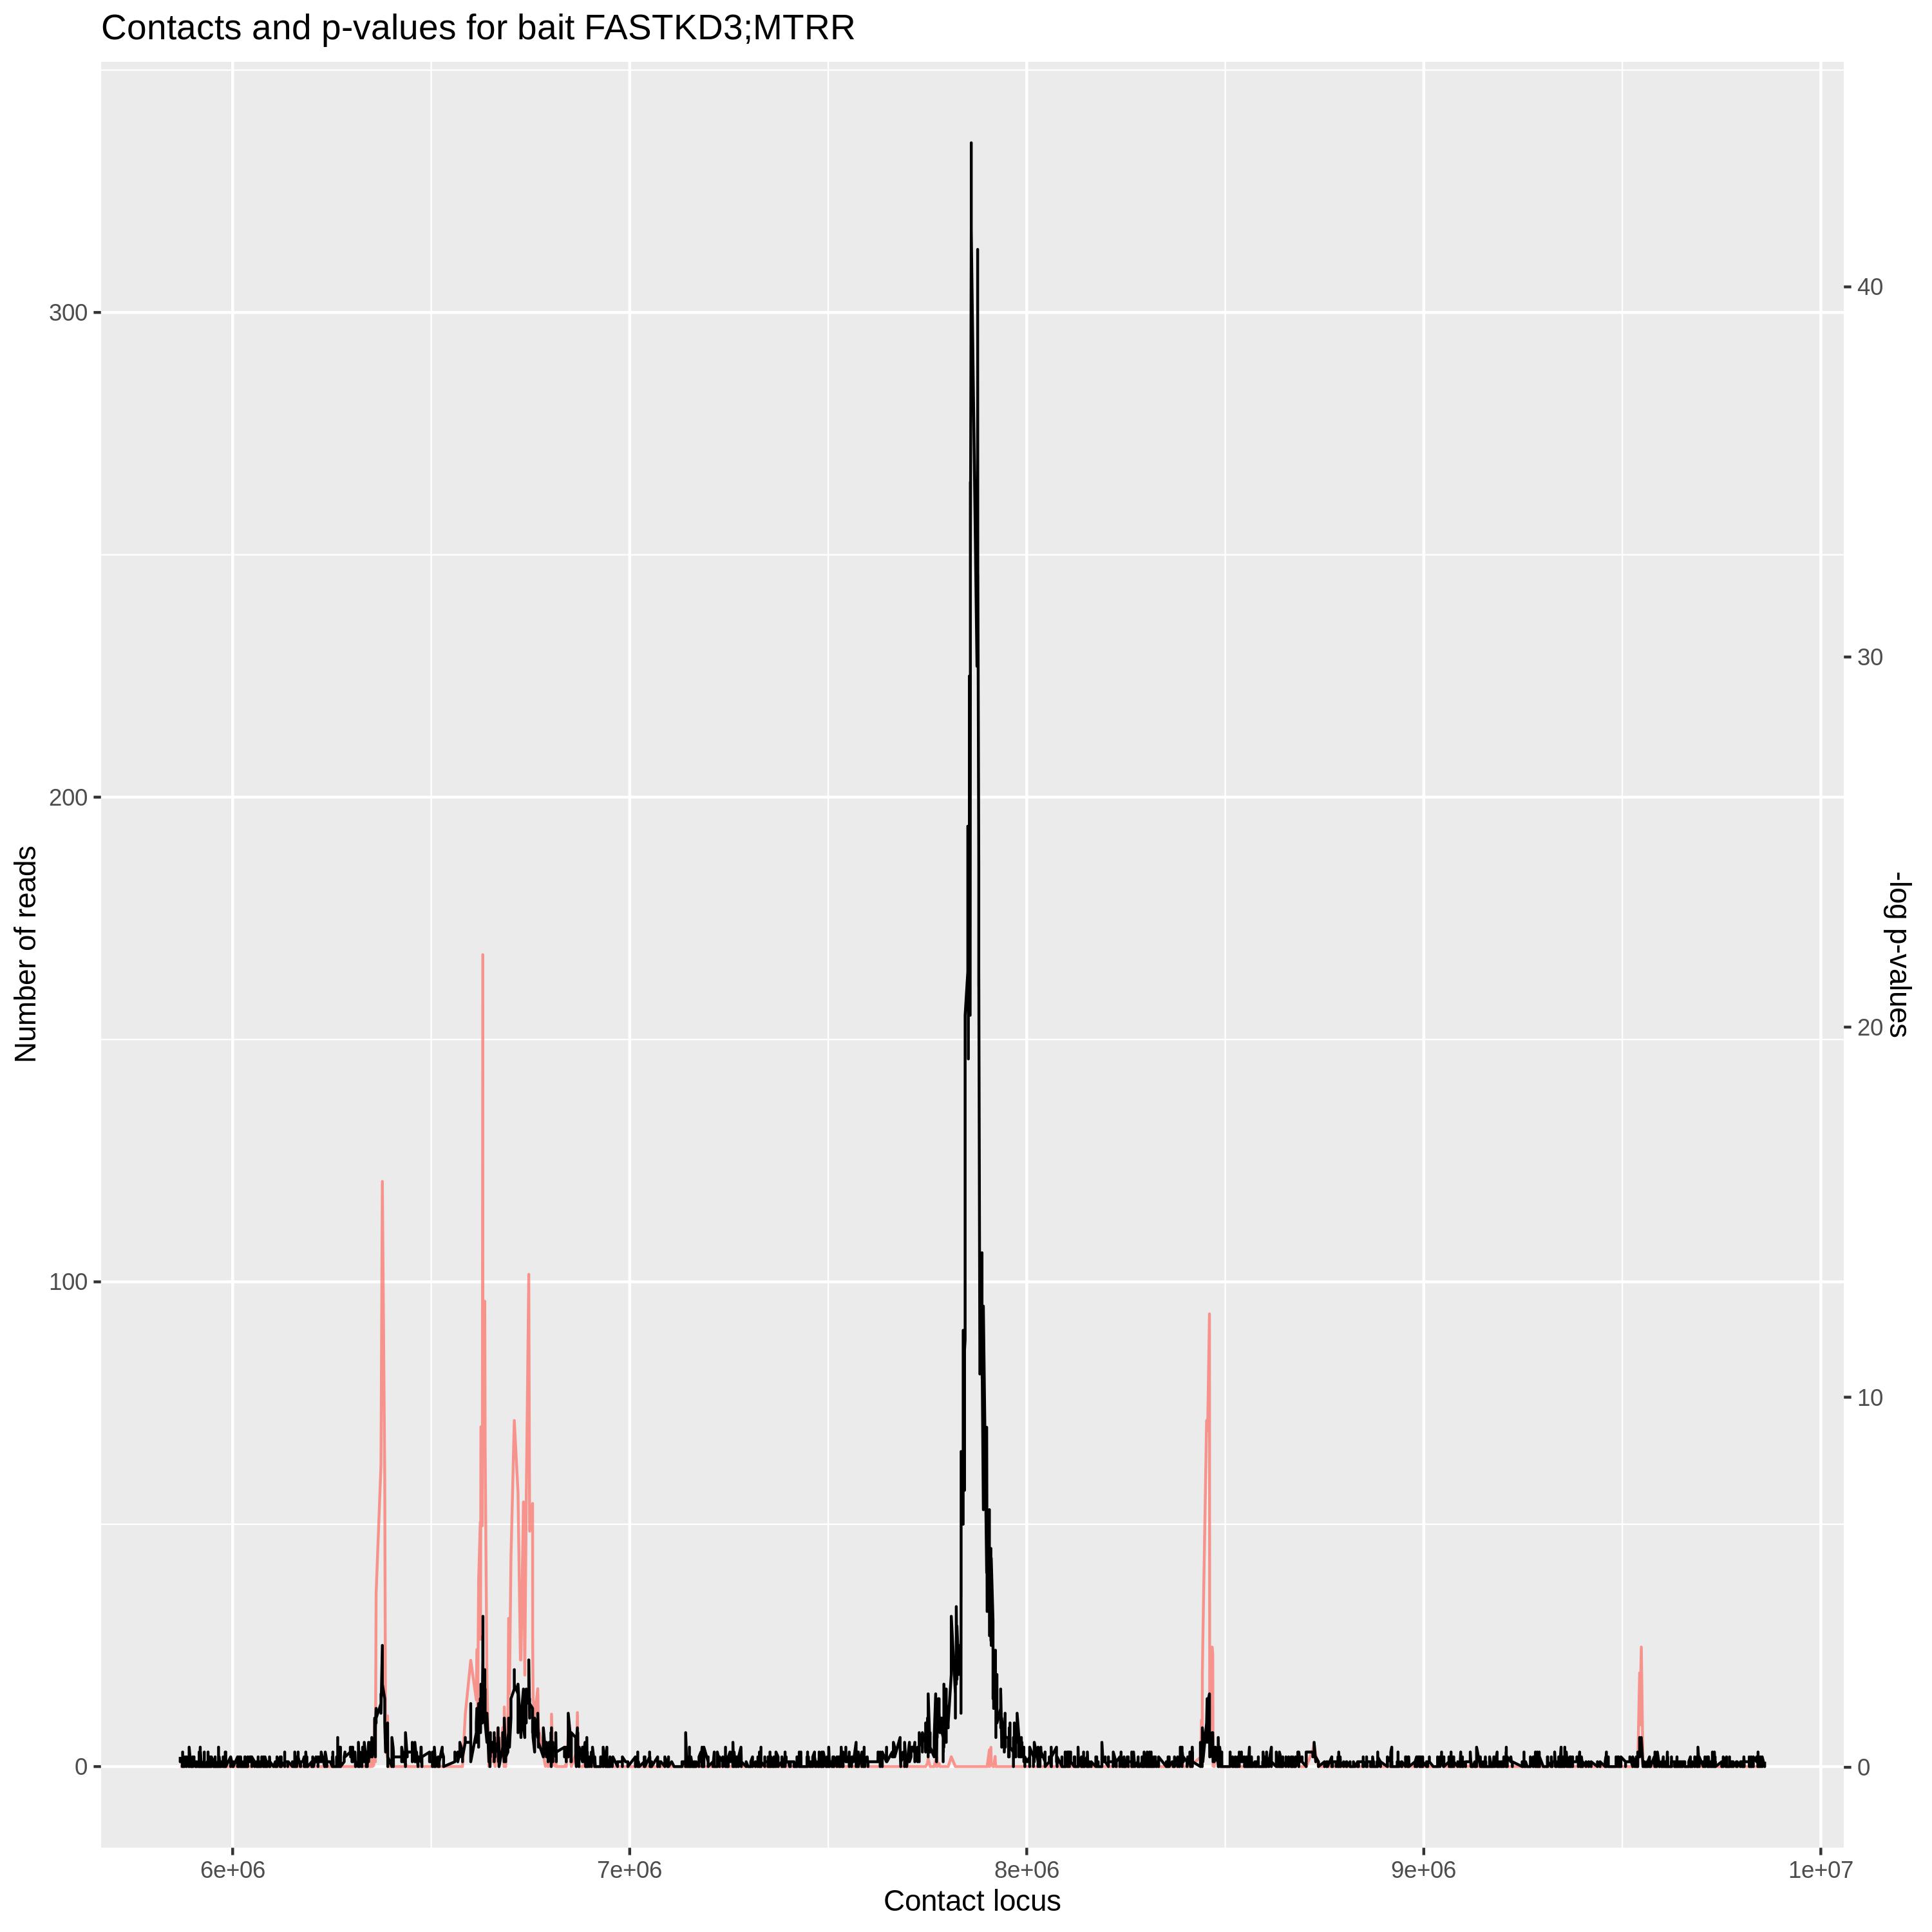 Contacts and p-values for bait FASTKD3;MTRR
Number of reads
300
200
100
0
40
30
20
10
0
-log p-values
6e+06
7e+06
8e+06
9e+06
1e+07
Contact locus